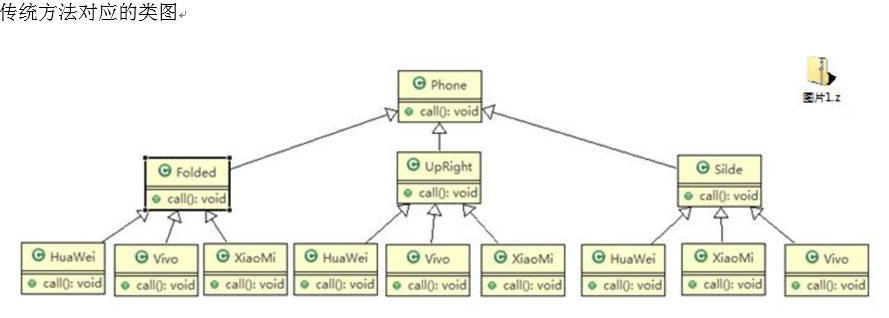 传统方法对应的类图
Phone
call(): void
图片1.z
Folded
call(): void
UpRight
call(): void
Silde
call(): void
HuaWei
call(): void
Vivo
call(): void
XiaoMi
call(): void
HuaWei
call(): void
Vivo
call(): void
XiaoMi
call(): void
HuaWei
call(): void
XiaoMi
call(): void
Vivo
call(): void